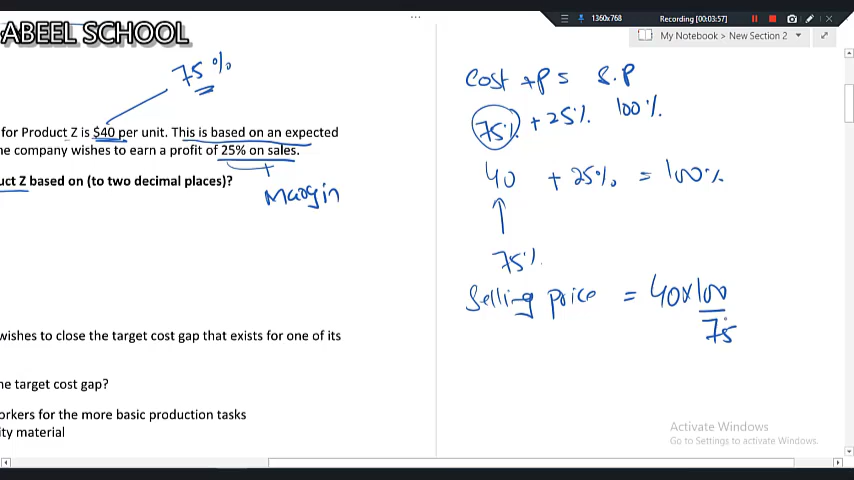 1360x768
Recording [00:03:57]
ABEEL SCHOOL
My Notebook > New Section 2
75%
for Product Z is $40 per unit. This is based on an expected
the company wishes to earn a profit of 25% on sales.
uct Z based on (to two decimal places)?
Margin
wishes to close the target cost gap that exists for one of its
he target cost gap?
orkers for the more basic production tasks
ity material
Cost + P = S.P
75% + 25% 100%
40 + 25% = 100%
75%
Selling price = 40x100
75
Activate Windows
Go to Settings to activate Windows.